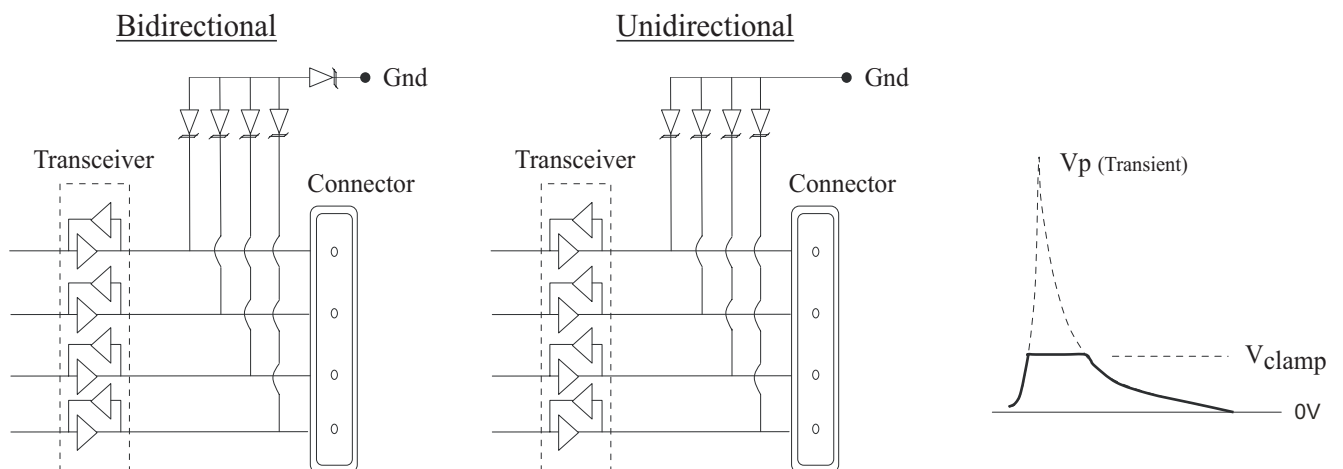 Bidirectional
Gnd
Transceiver
Connector
Unidirectional
Gnd
Transceiver
Connector
Vp (Transient)
Vclamp
0V